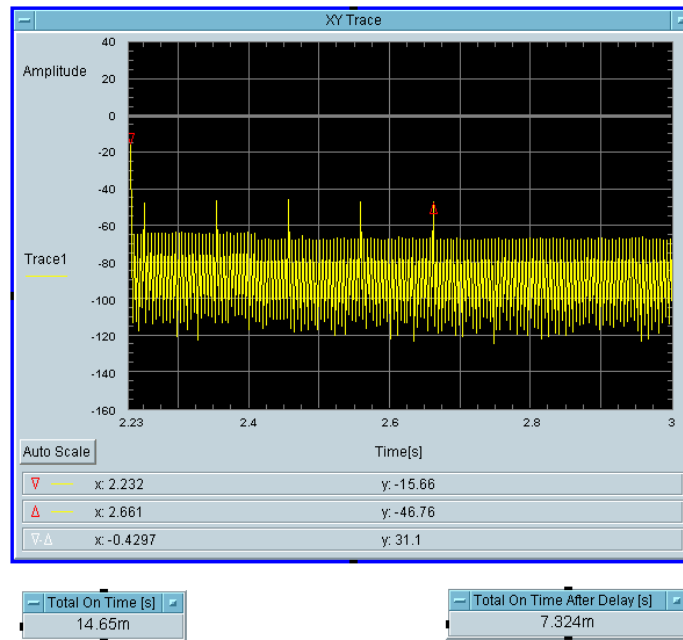 XY Trace
Amplitude
40
20
0
-20
-40
-60
Trace1
-80
-100
-120
-140
-160
2.23 2.4 2.6 2.8 3
Auto Scale Time[s]
x: 2.232 y: -15.66
x: 2.661 y: -46.76
x: -0.4297 y: 31.1
Total On Time [s] Total On Time After Delay [s]
14.65m 7.324m